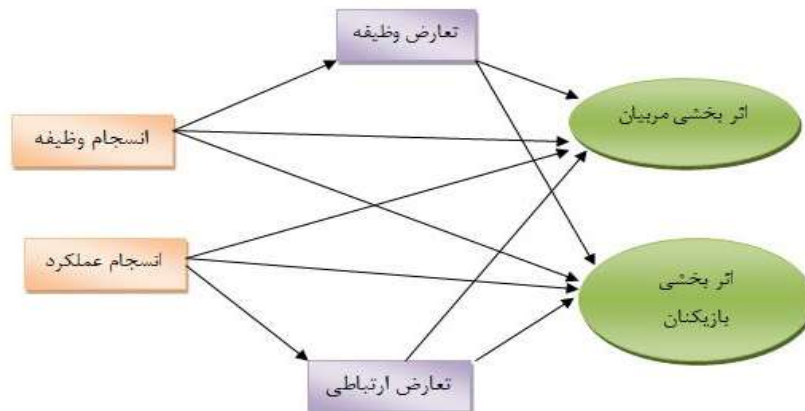 تعارض وظیفه
اثر بخشی مربیان
انسجام وظیفه
انسجام عملکرد
اثر بخشی
بازیکنان
تعارض ارتباطی